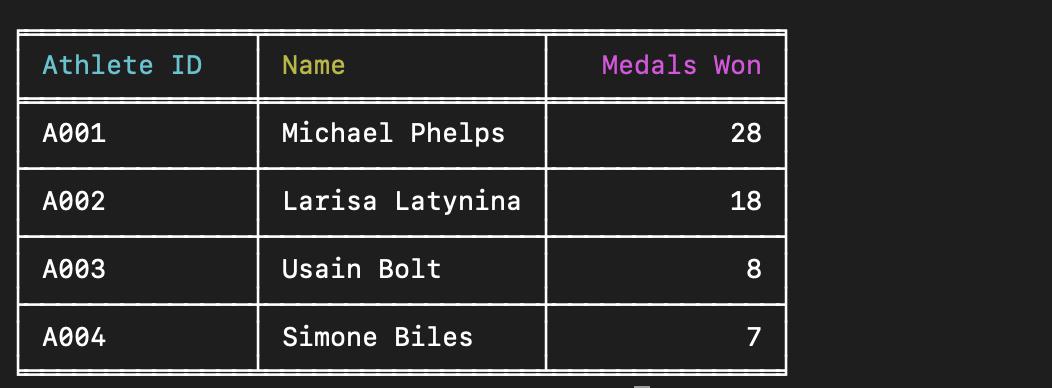 Athlete ID Name Medals Won
A001 Michael Phelps 28
A002 Larisa Latynina 18
A003 Usain Bolt 8
A004 Simone Biles 7